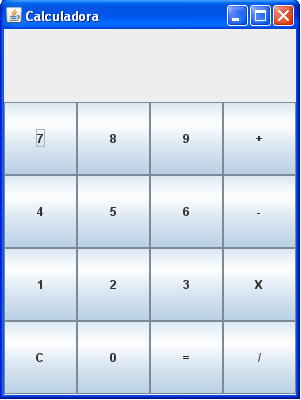 Calculadora
7 8 9 +
4 5 6 -
1 2 3 X
C 0 = /